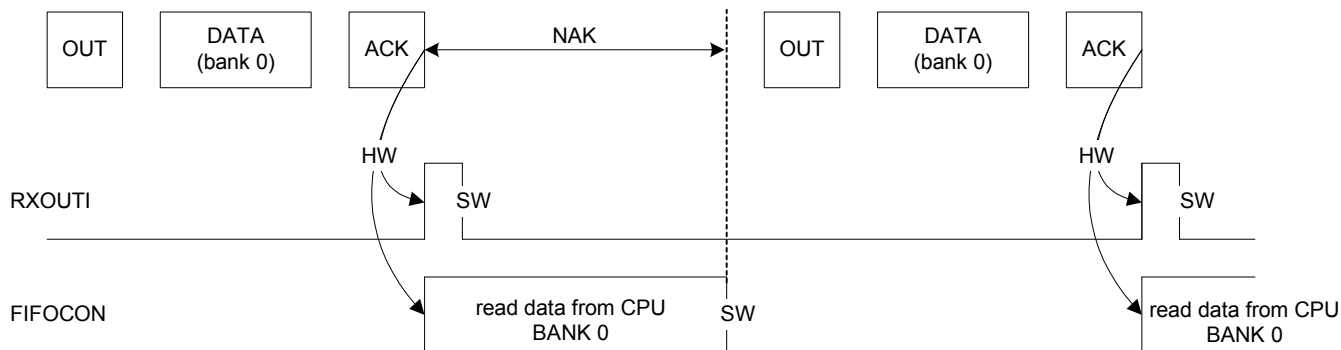 NAK
OUT
DATA
(bank 0)
ACK
OUT
DATA
(bank 0)
ACK
HW
HW
RXOUTI
SW
SW
FIFOCON
read data from CPU
BANK 0
SW
read data from CPU
BANK 0